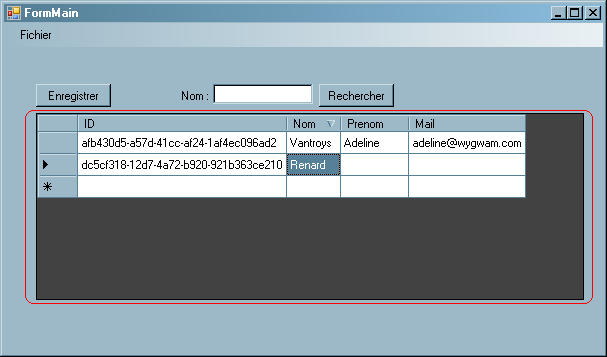 FormMain
Fichier
Enregistrer Nom : Rechercher
ID Nom Prenom Mail
afb430d5-a57d-41cc-af24-1af4ec096ad2 Vantroys Adeline adeline@wygwam.com
dc5cf318-12d7-4a72-b920-921b363ce210 Renard